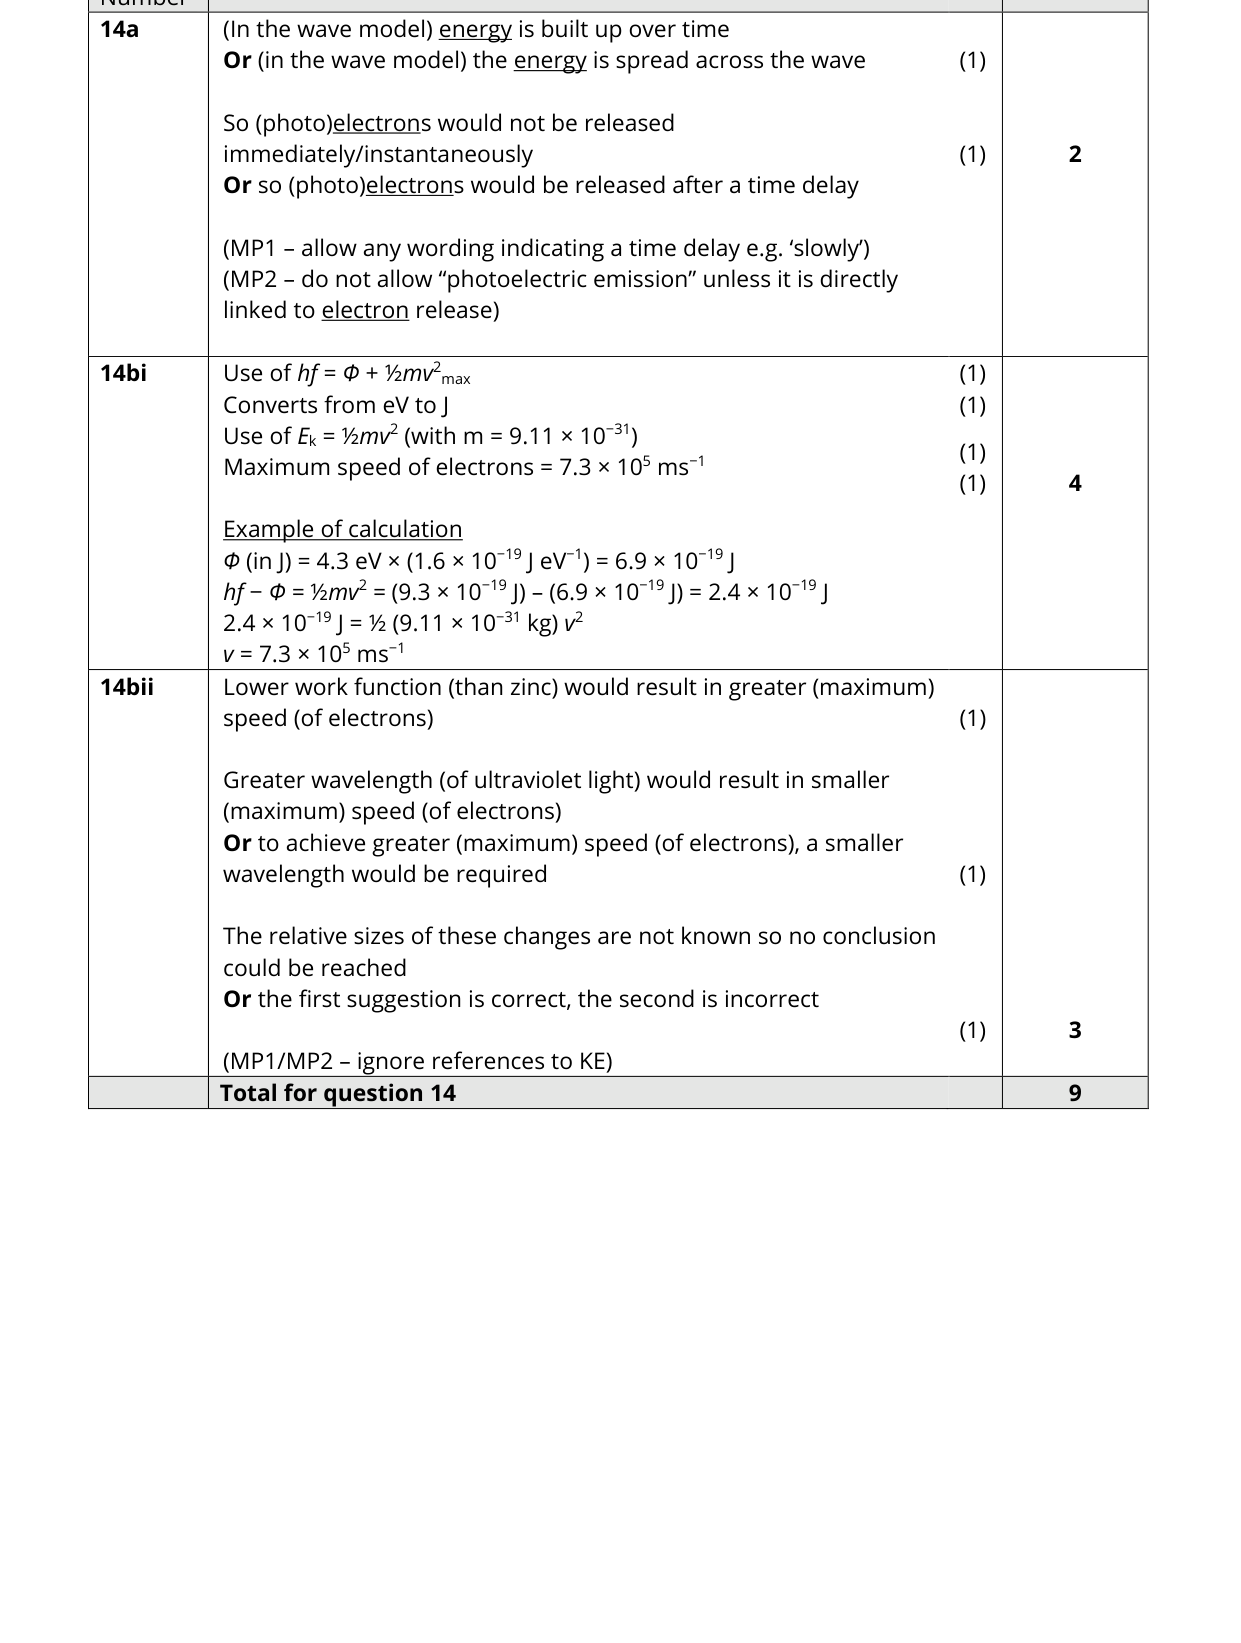 Number
14a
(In the wave model) energy is built up over time
Or (in the wave model) the energy is spread across the wave (1)
So (photo)electrons would not be released
immediately/instantaneously (1) 2
Or so (photo)electrons would be released after a time delay
(MP1 – allow any wording indicating a time delay e.g. ‘slowly’)
(MP2 – do not allow “photoelectric emission” unless it is directly
linked to electron release)
14bi
Use of hf = Φ + ½mv²max (1)
Converts from eV to J (1)
Use of Ek = ½mv² (with m = 9.11 × 10⁻³¹) (1)
Maximum speed of electrons = 7.3 × 10⁵ ms⁻¹ (1) 4
Example of calculation
Φ (in J) = 4.3 eV × (1.6 × 10⁻¹⁹ J eV⁻¹) = 6.9 × 10⁻¹⁹ J
hf − Φ = ½mv² = (9.3 × 10⁻¹⁹ J) – (6.9 × 10⁻¹⁹ J) = 2.4 × 10⁻¹⁹ J
2.4 × 10⁻¹⁹ J = ½ (9.11 × 10⁻³¹ kg) v²
v = 7.3 × 10⁵ ms⁻¹
14bii
Lower work function (than zinc) would result in greater (maximum)
speed (of electrons) (1)
Greater wavelength (of ultraviolet light) would result in smaller
(maximum) speed (of electrons)
Or to achieve greater (maximum) speed (of electrons), a smaller
wavelength would be required (1)
The relative sizes of these changes are not known so no conclusion
could be reached
Or the first suggestion is correct, the second is incorrect
(1) 3
(MP1/MP2 – ignore references to KE)
Total for question 14 9